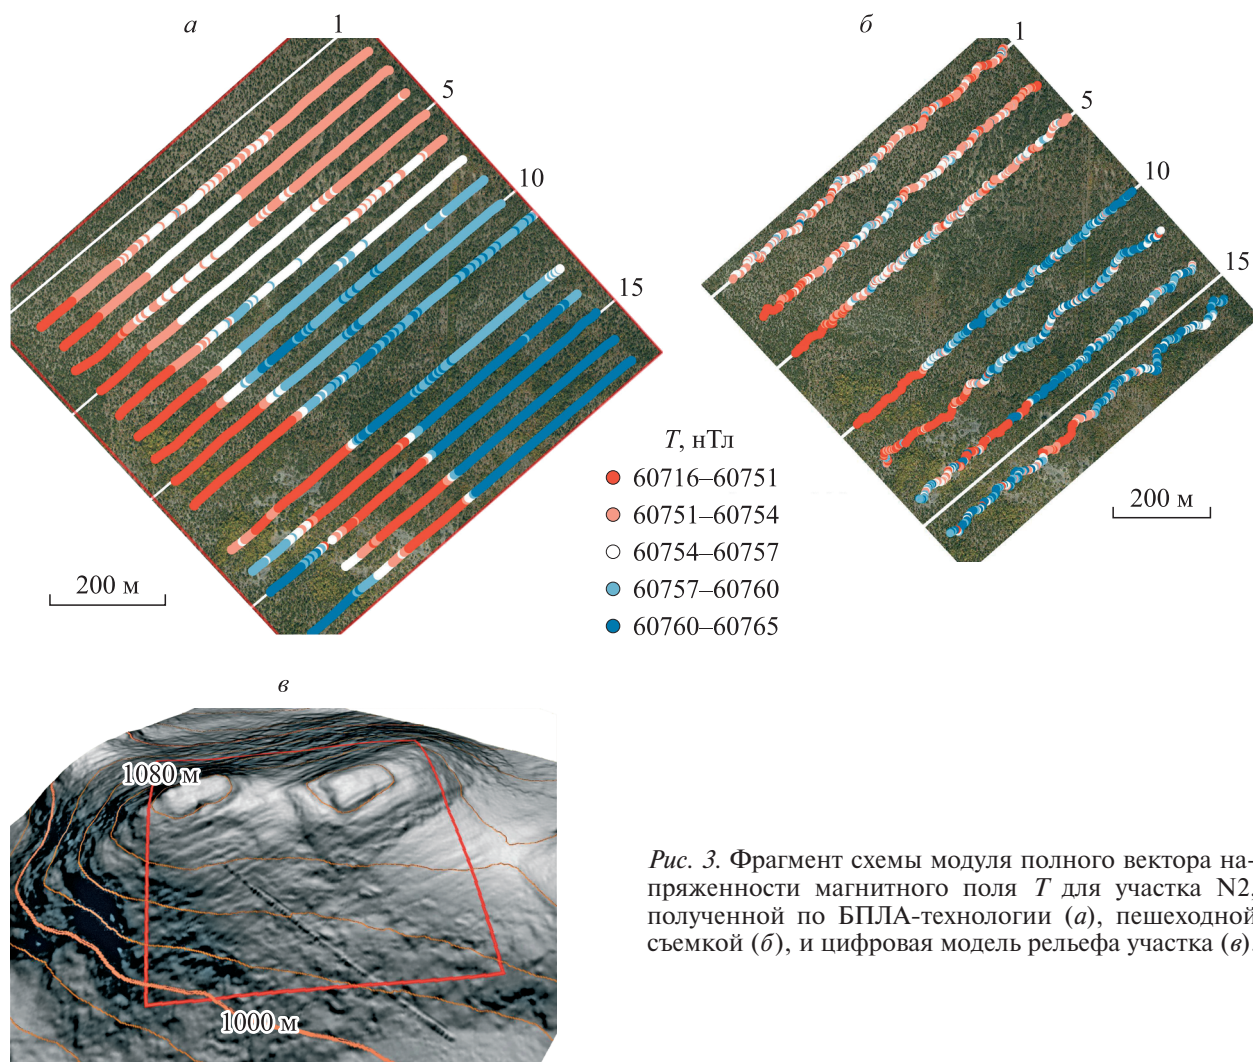 а
1
5
10
15
200 м
б
1
5
10
15
200 м
T, нТл
60716–60751
60751–60754
60754–60757
60757–60760
60760–60765
в
1080 м
1000 м
Рис. 3. Фрагмент схемы модуля полного вектора на-
пряженности магнитного поля T для участка N2,
полученной по БПЛА-технологии (а), пешеходной
съемкой (б), и цифровая модель рельефа участка (в).